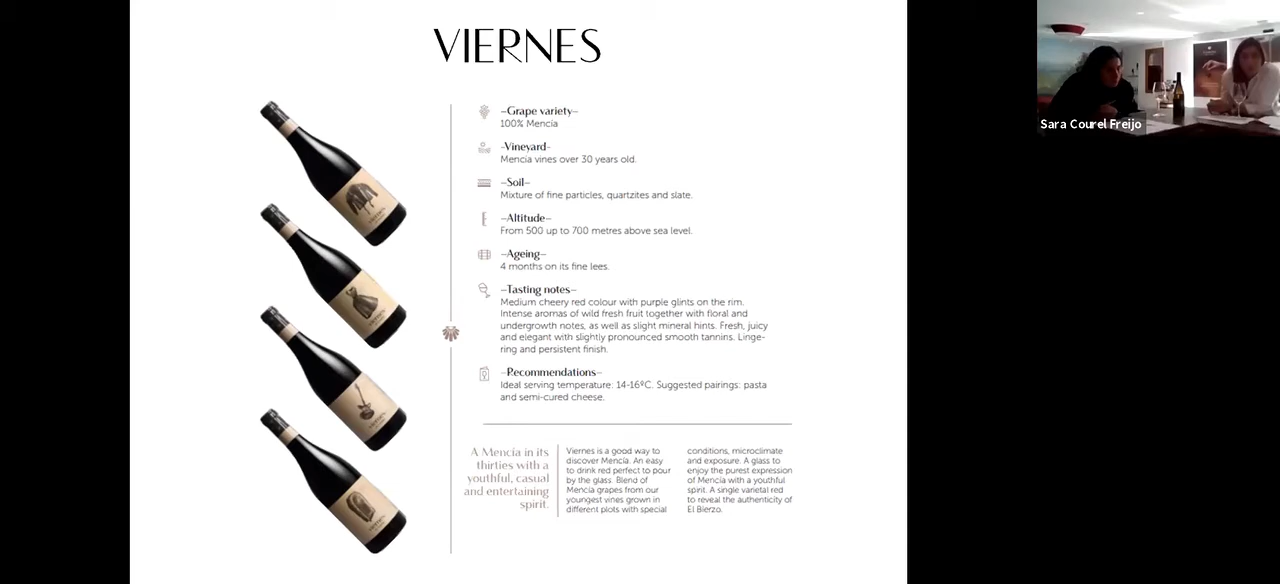 VIERNES
–Grape variety–
100% Mencía
-Vineyard-
Mencía vines over 30 years old.
–Soil–
Mixture of fine particles, quartzites and slate.
–Altitude–
From 500 up to 700 metres above sea level.
–Ageing–
4 months on its fine lees.
–Tasting notes–
Medium cheery red colour with purple glints on the rim.
Intense aromas of wild fresh fruit together with floral and
undergrowth notes, as well as slight mineral hints. Fresh, juicy
and elegant with slightly pronounced smooth tannins. Linge-
ring and persistent finish.
–Recommendations–
Ideal serving temperature: 14-16ºC. Suggested pairings: pasta
and semi-cured cheese.
A Mencía in its
thirties with a
youthful, casual
and entertaining
spirit.
Viernes is a good way to
discover Mencía. An easy
to drink red perfect to pour
by the glass. Blend of
Mencía grapes from our
youngest vines grown in
different plots with special
conditions, microclimate
and exposure. A glass to
enjoy the purest expression
of Mencía with a youthful
spirit. A single varietal red
to reveal the authenticity of
El Bierzo.
VIERNES
VIERNES
VIERNES
VIERNES
Sara Courel Freijo